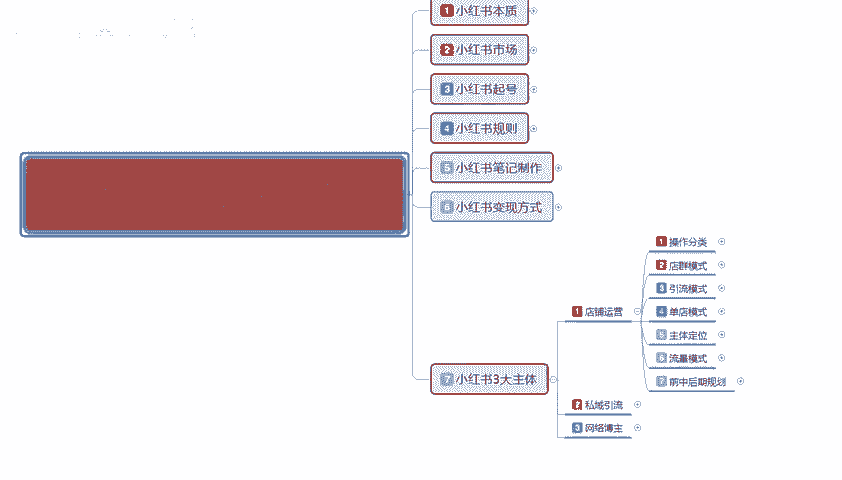 1 小红书本质
2 小红书市场
3 小红书起号
4 小红书规则
5 小红书笔记制作
6 小红书变现方式
7 小红书3大主体
1 店铺运营
1 操作分类
2 店群模式
3 引流模式
4 单店模式
5 主体定位
6 流量模式
7 前中后期规划
2 私域引流
3 网络博主